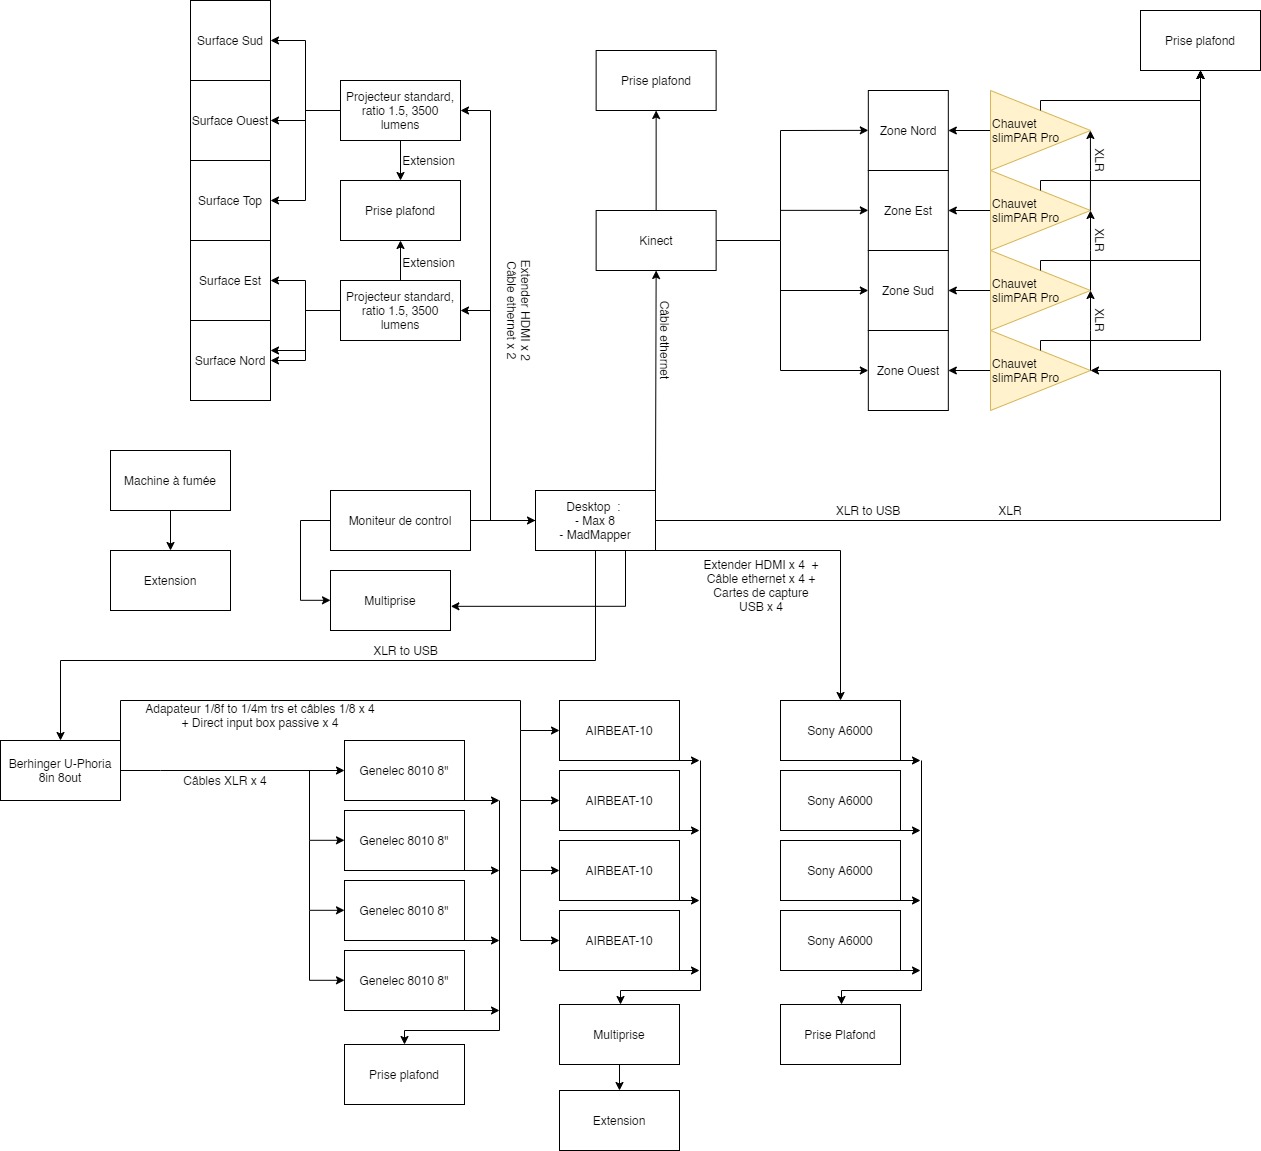 Surface Sud
Surface Ouest
Surface Top
Surface Est
Surface Nord
Projecteur standard,
ratio 1.5, 3500
lumens
Extension
Prise plafond
Extension
Projecteur standard,
ratio 1.5, 3500
lumens
Extender HDMI x 2
Câble ethernet x 2
Prise plafond
Kinect
Câble ethernet
Zone Nord
Zone Est
Zone Sud
Zone Ouest
Prise plafond
Chauvet
slimPAR Pro
XLR
Chauvet
slimPAR Pro
XLR
Chauvet
slimPAR Pro
XLR
Chauvet
slimPAR Pro
Machine à fumée
Extension
Moniteur de control
Multiprise
Desktop :
- Max 8
- MadMapper
XLR to USB
XLR
Extender HDMI x 4 +
Câble ethernet x 4 +
Cartes de capture
USB x 4
XLR to USB
Berhinger U-Phoria
8in 8out
Adapateur 1/8f to 1/4m trs et câbles 1/8 x 4
+ Direct input box passive x 4
Câbles XLR x 4
Genelec 8010 8"
Genelec 8010 8"
Genelec 8010 8"
Genelec 8010 8"
Prise plafond
AIRBEAT-10
AIRBEAT-10
AIRBEAT-10
AIRBEAT-10
Multiprise
Extension
Sony A6000
Sony A6000
Sony A6000
Sony A6000
Prise Plafond